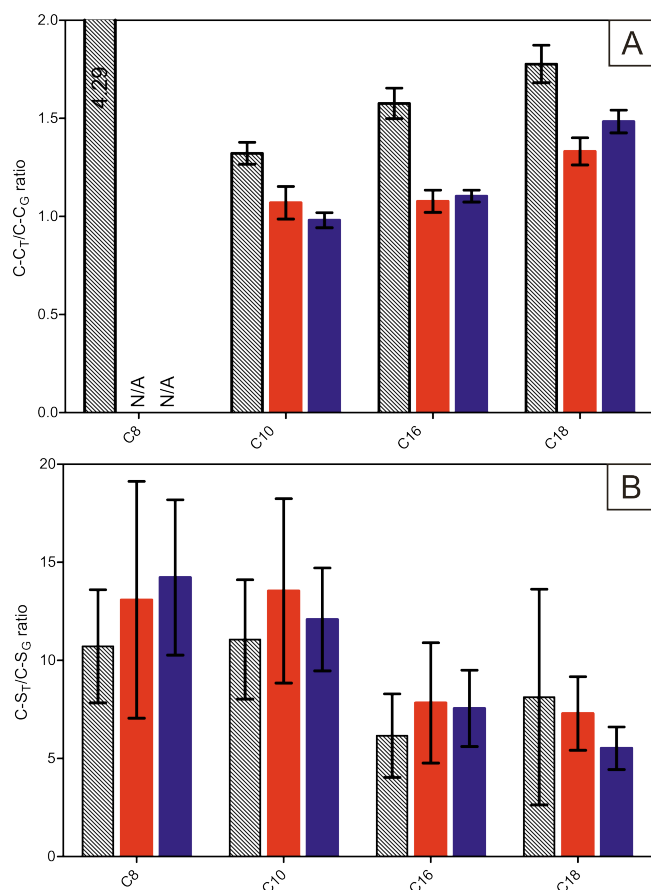 A
2.0
1.5
1.0
0.5
0.0
C-C_T/C-C_G ratio
4.29
N/A
N/A
C8
C10
C16
C18
B
20
15
10
5
0
C-S_T/C-S_G ratio
C8
C10
C16
C18